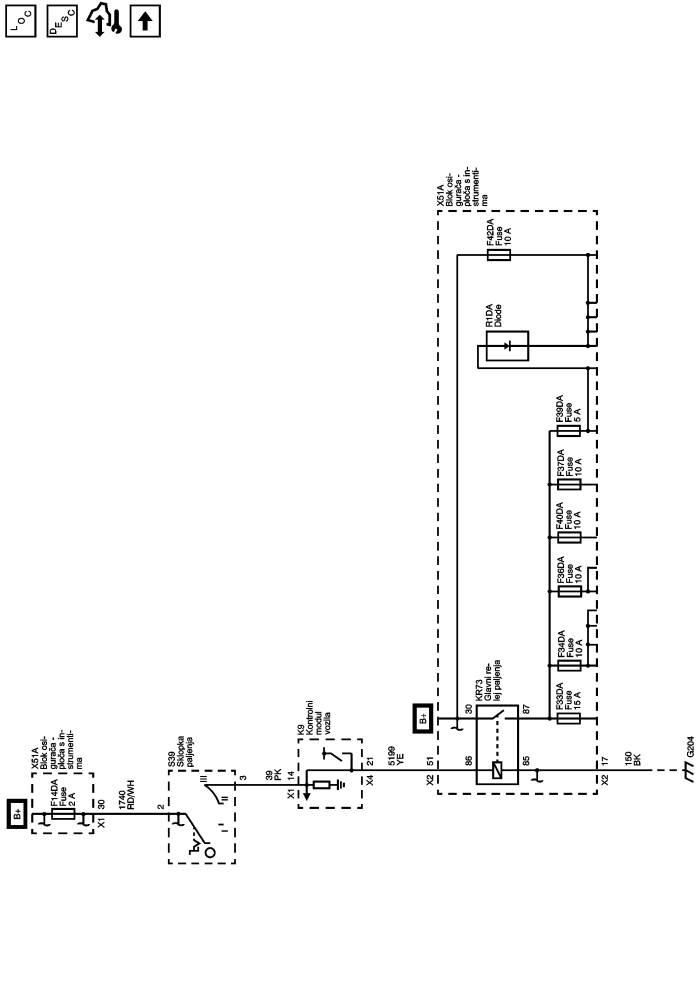 LOC
DESC
X51A
Blok osi-
gurača -
ploča s in-
strumenti-
ma
F42DA
Fuse
10 A
R1DA
Diode
F39DA
Fuse
5 A
F37DA
Fuse
10 A
F40DA
Fuse
10 A
F36DA
Fuse
10 A
F34DA
Fuse
10 A
F33DA
Fuse
15 A
B+
30
KR73
Glavni re-
lej paljenja
87
86
85
51
X2
17
X2
150
BK
G204
5199
YE
21
X4
K9
Kontrolni
modul
vozila
14
X1
39
PK
3
S39
Sklopka
paljenja
III
II
I
2
1740
RD/WH
30
X1
X51A
Blok osi-
gurača -
ploča s in-
strumenti-
ma
F14DA
Fuse
2 A
B+